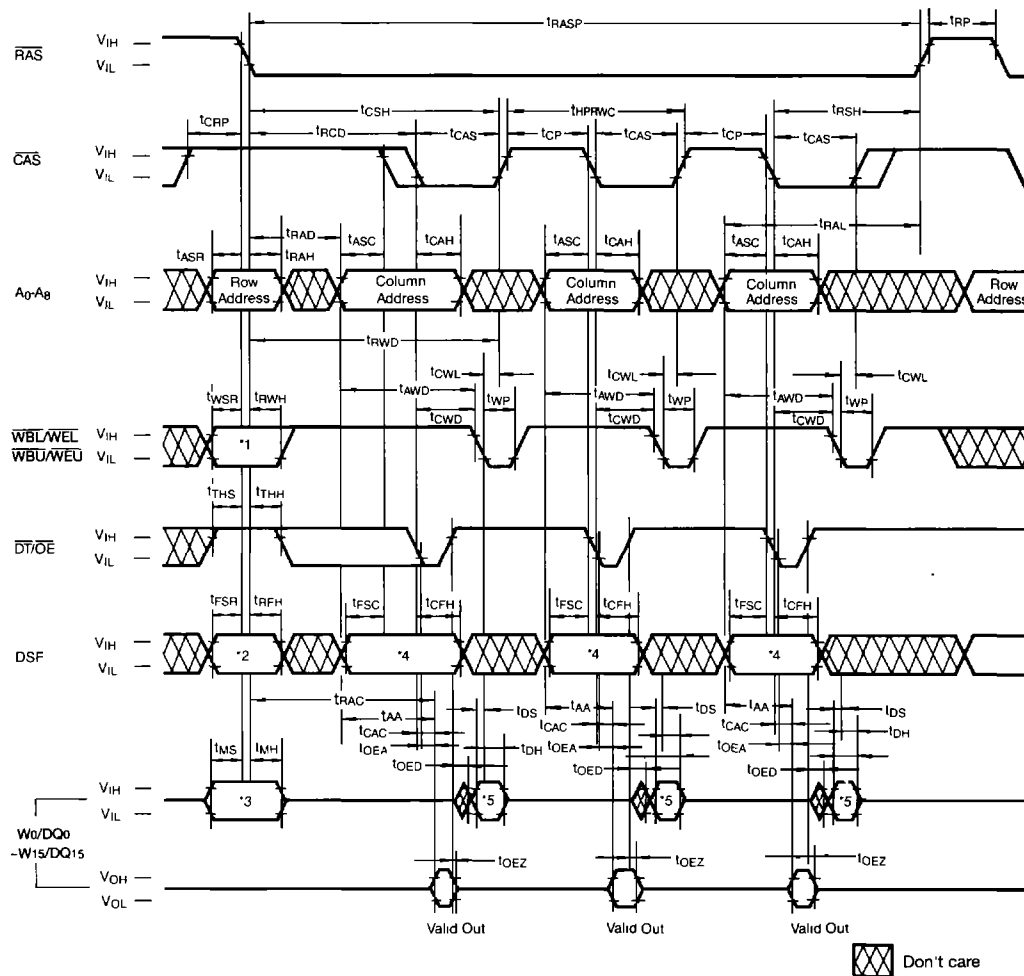 tRASP tRP
RAS VIH
VIL
tCSH tHPRWC tRSH
tCRP tRCD tCAS tCP tCAS tCP tCAS
CAS VIH
VIL
tRAL
tRAD tASC tCAH tASC tCAH tASC tCAH
tASR tRAH
A0-A8 VIH
VIL
Row Address Column Address Column Address Column Address Row Address
tRWD
tCWL tCWL tCWL
tWSR tRWH tAWD tWP tAWD tWP tAWD tWP
tCWD tCWD tCWD
WBL/WEL VIH *1
WBU/WEU VIL
tTHS tTHH
DT/OE VIH
VIL
tFSR tRFH tFSC tCFH tFSC tCFH tFSC tCFH
DSF VIH
VIL
*2 *4 *4 *4
tRAC
tAA tDS tAA tDS tAA tDS
tCAC tCAC tCAC tDH
tOEA tDH tOEA tOEA
tMS tMH tOED tOED tOED
VIH
VIL
*3 *5 *5 *5
W0/DQ0
~W15/DQ15
tOEZ tOEZ tOEZ
VOH
VOL
Valid Out Valid Out Valid Out
Don't care